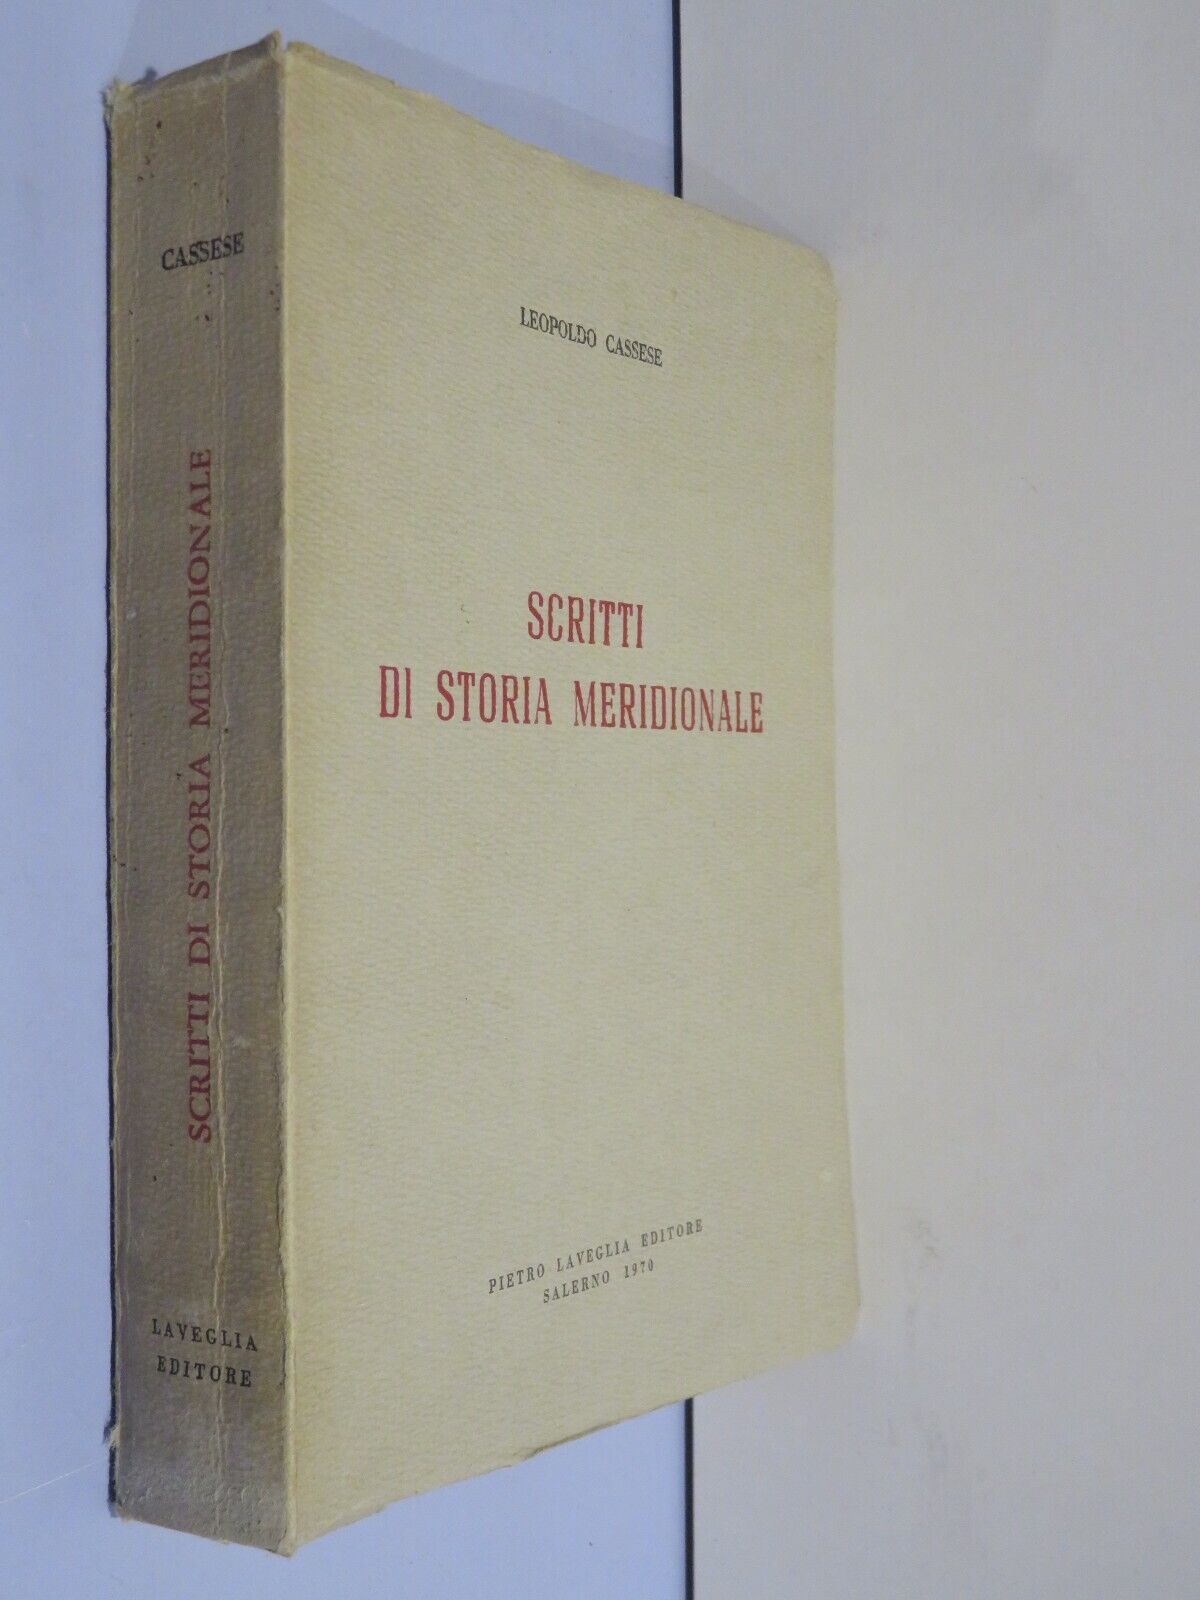 CASSESE
SCRITTI DI STORIA MERIDIONALE
LAVEGLIA
EDITORE
LEOPOLDO CASSESE
SCRITTI
DI STORIA MERIDIONALE
PIETRO LAVEGLIA EDITORE
SALERNO 1970